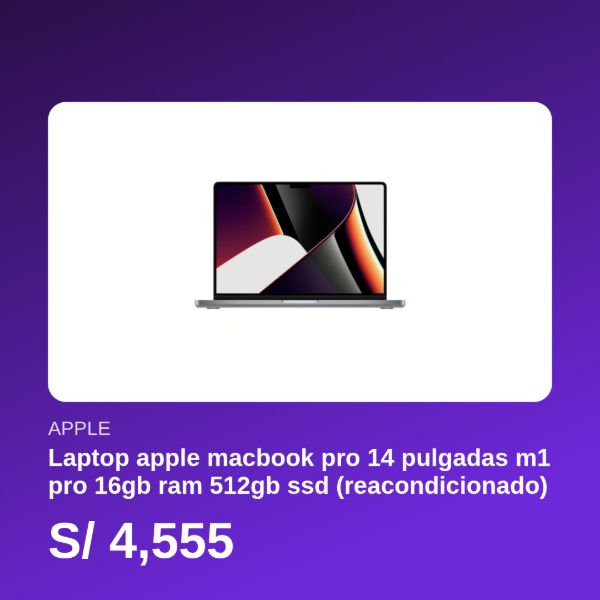 APPLE
Laptop apple macbook pro 14 pulgadas m1
pro 16gb ram 512gb ssd (reacondicionado)
S/ 4,555